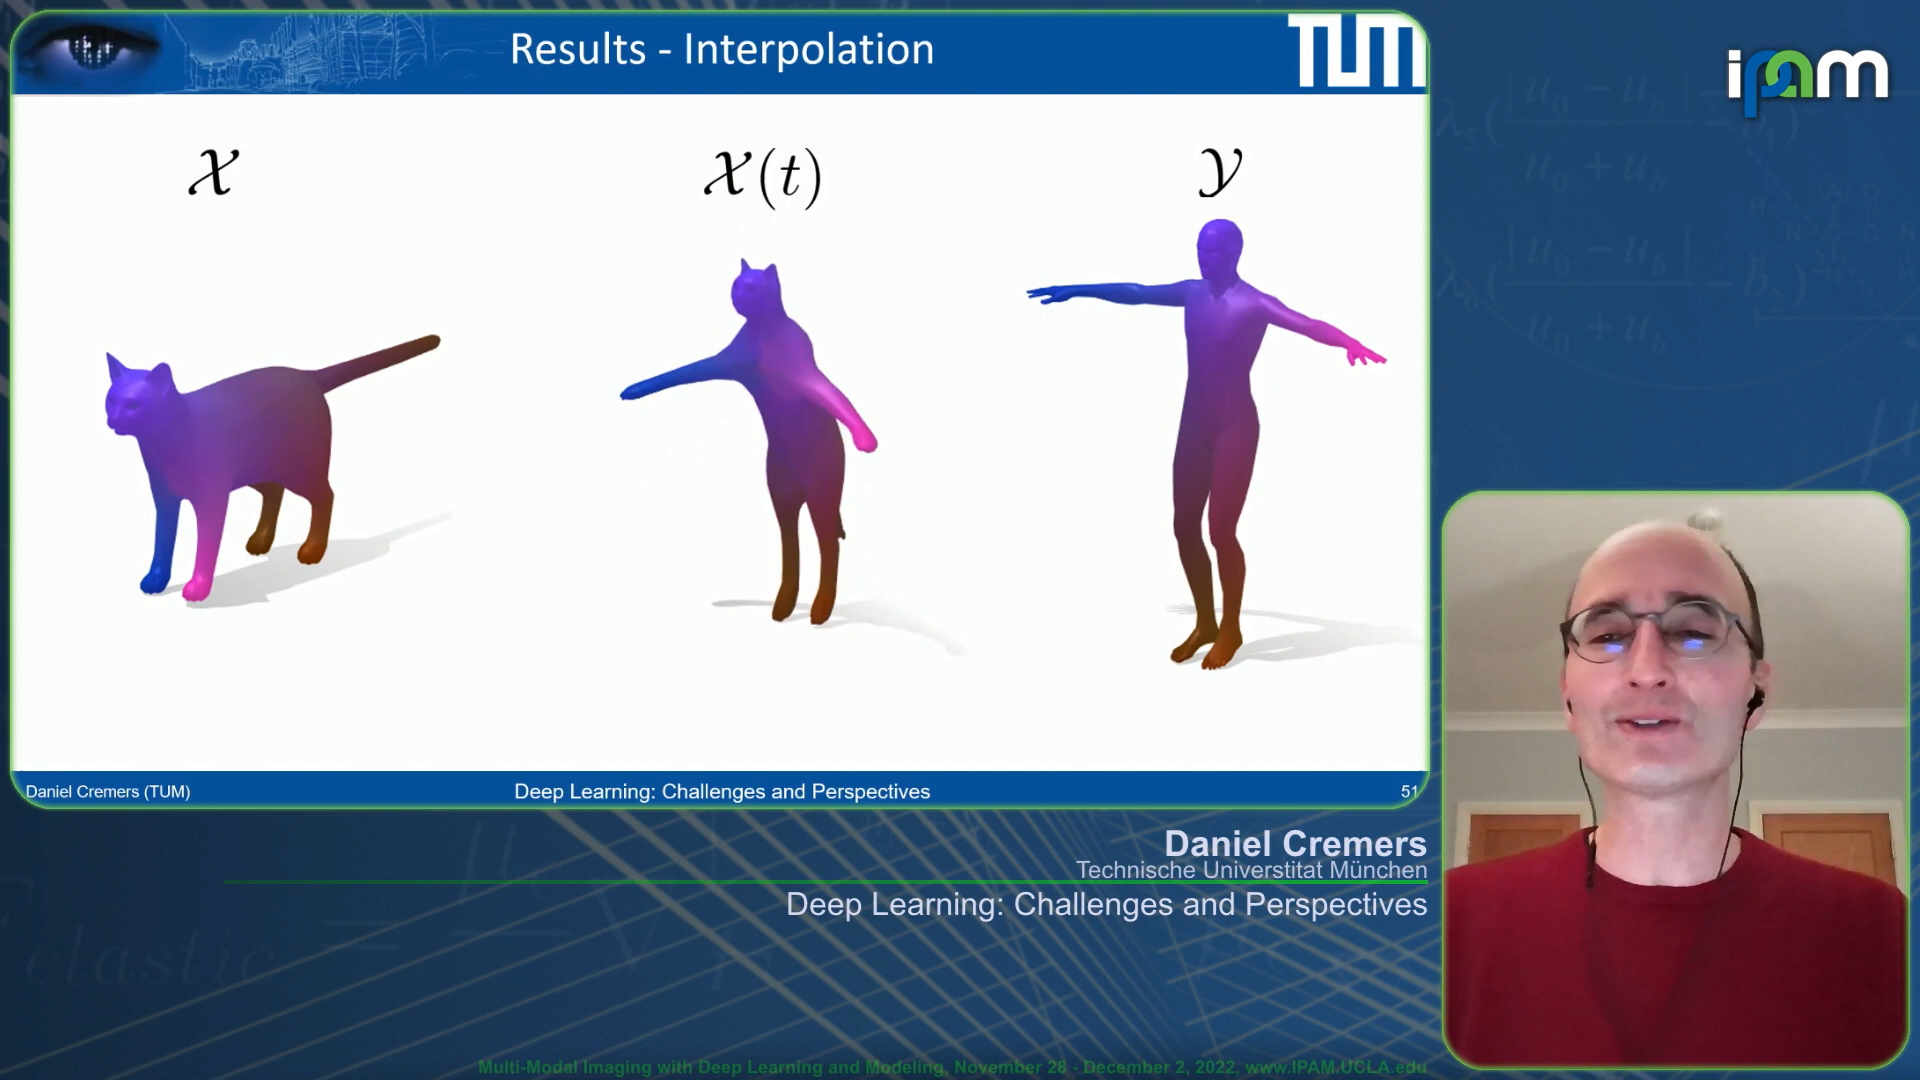 Results - Interpolation
TUM
ipam
𝒳
𝒳(t)
𝒴
Daniel Cremers (TUM)
Deep Learning: Challenges and Perspectives
51
Daniel Cremers
Technische Universtitat München
Deep Learning: Challenges and Perspectives
elastic
Multi-Modal Imaging with Deep Learning and Modeling, November 28 - December 2, 2022, www.IPAM.UCLA.edu